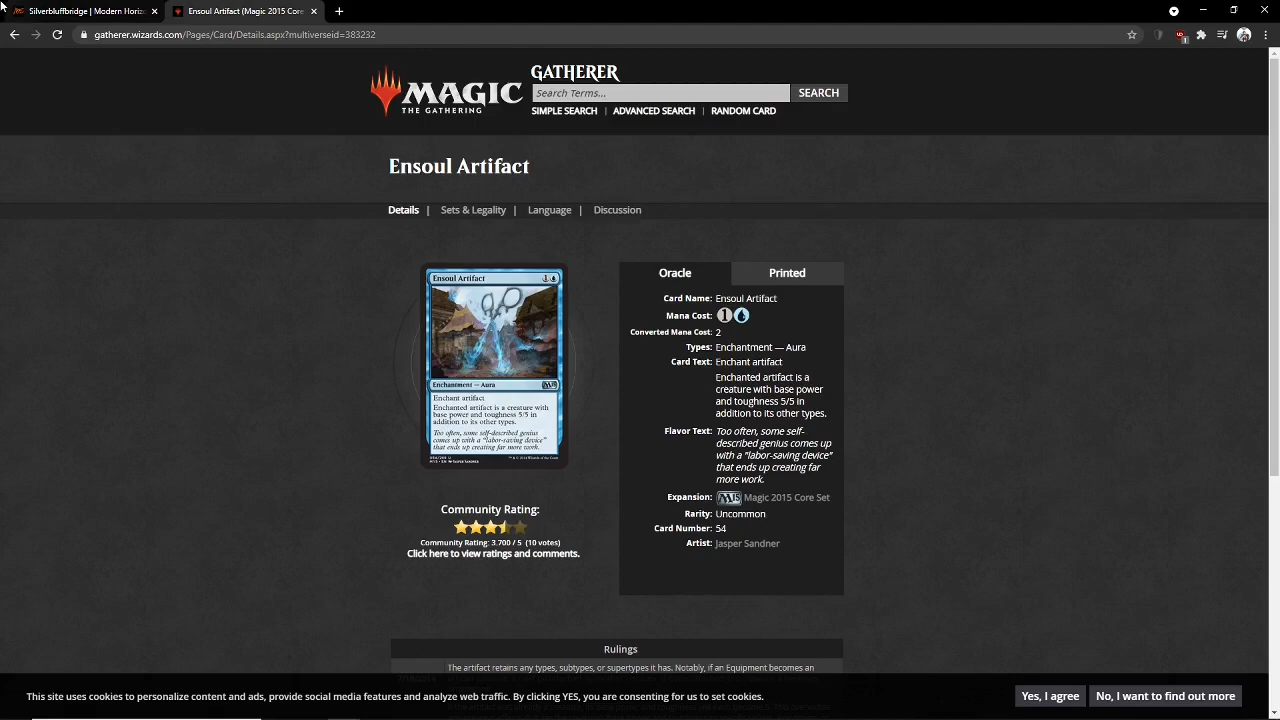 Silverbluffbridge | Modern Horizo
Ensoul Artifact (Magic 2015 Core
gatherer.wizards.com/Pages/Card/Details.aspx?multiverseid=383232
GATHERER
MAGIC
THE GATHERING
Search Terms...
SEARCH
SIMPLE SEARCH | ADVANCED SEARCH | RANDOM CARD
Ensoul Artifact
Details | Sets & Legality | Language | Discussion
Ensoul Artifact
Enchantment — Aura
Enchant artifact
Enchanted artifact is a creature with
base power and toughness 5/5 in
addition to its other types.
Too often, some self-described genius
comes up with a "labor-saving device"
that ends up creating far more work.
Community Rating:
Community Rating: 3.700 / 5 (10 votes)
Click here to view ratings and comments.
Oracle Printed
Card Name: Ensoul Artifact
Mana Cost: 1
Converted Mana Cost: 2
Types: Enchantment — Aura
Card Text: Enchant artifact
Enchanted artifact is a
creature with base power
and toughness 5/5 in
addition to its other types.
Flavor Text: Too often, some self-
described genius comes up
with a "labor-saving device"
that ends up creating far
more work.
Expansion: M15 Magic 2015 Core Set
Rarity: Uncommon
Card Number: 54
Artist: Jasper Sandner
Rulings
The artifact retains any types, subtypes, or supertypes it has. Notably, if an Equipment becomes an
This site uses cookies to personalize content and ads, provide social media features and analyze web traffic. By clicking YES, you are consenting for us to set cookies.
Yes, I agree
No, I want to find out more